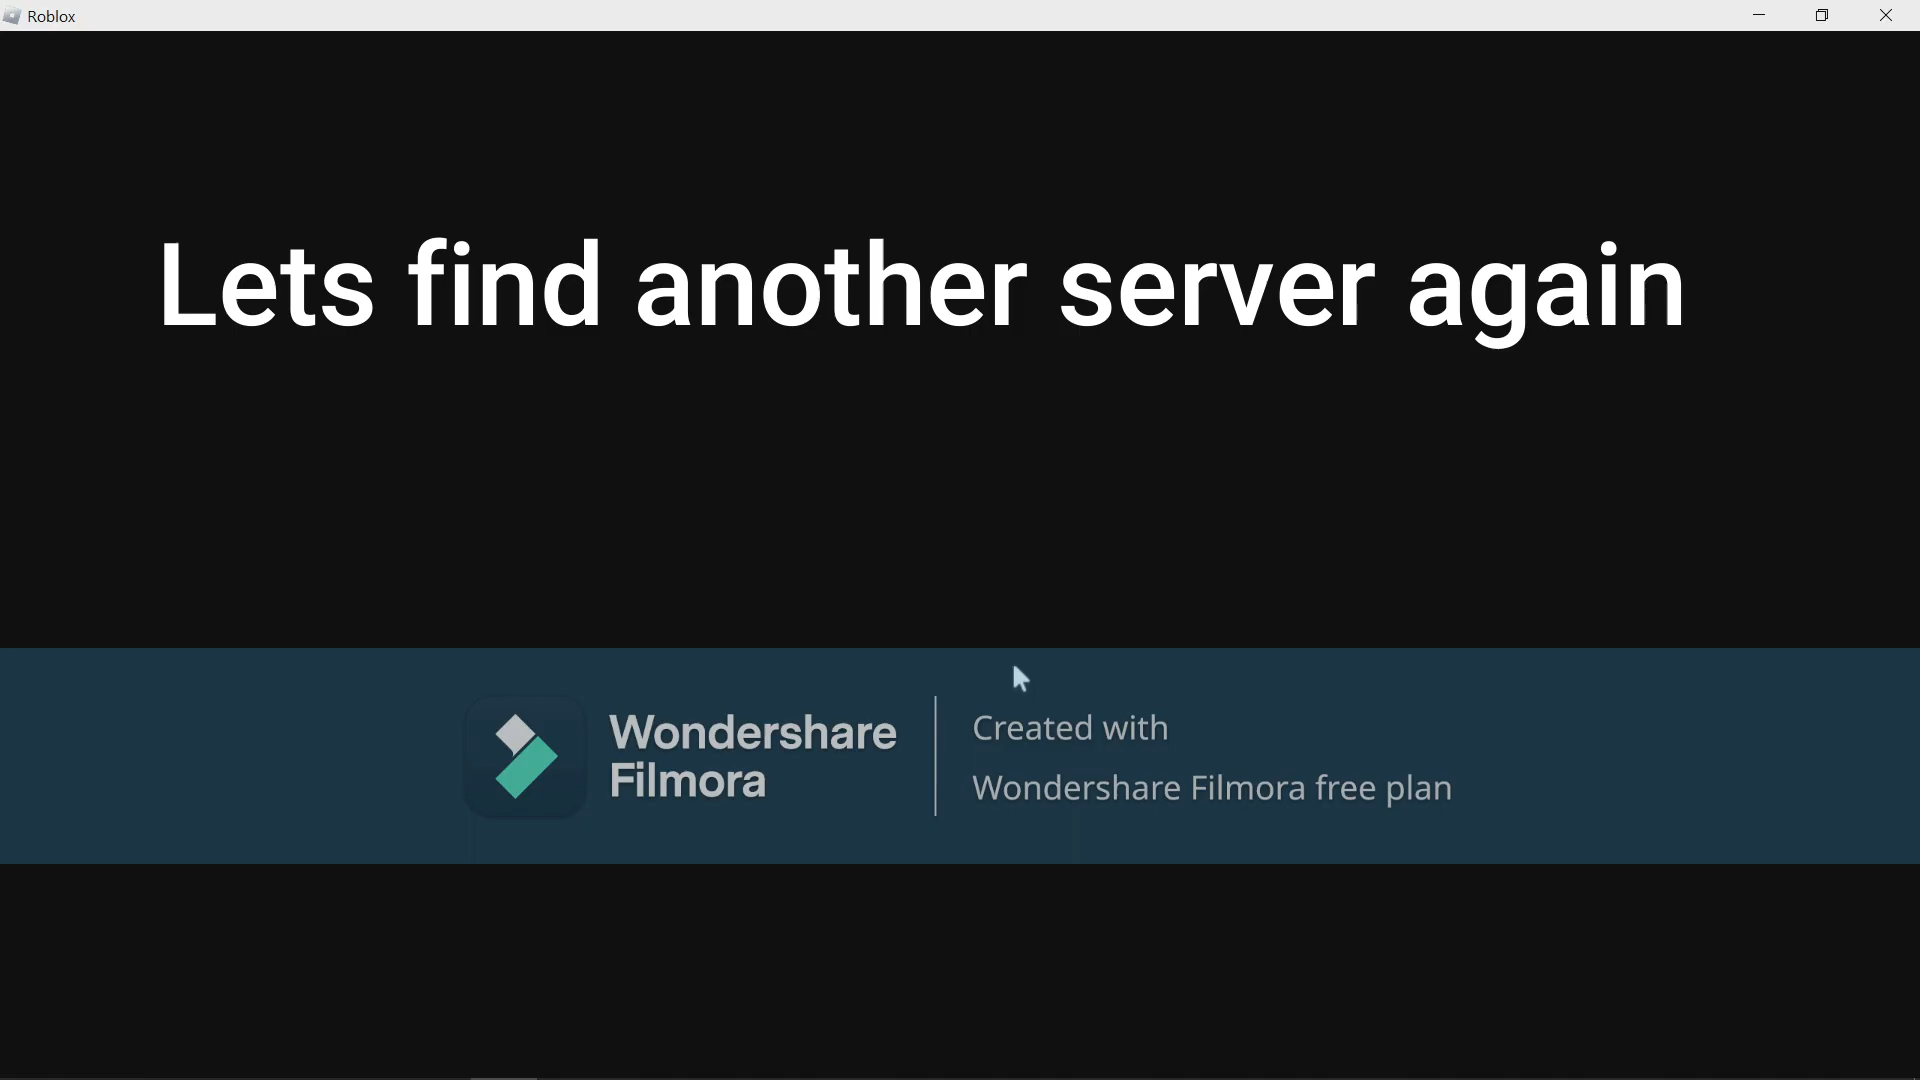 Roblox
Lets find another server again
Wondershare
Filmora
Created with
Wondershare Filmora free plan